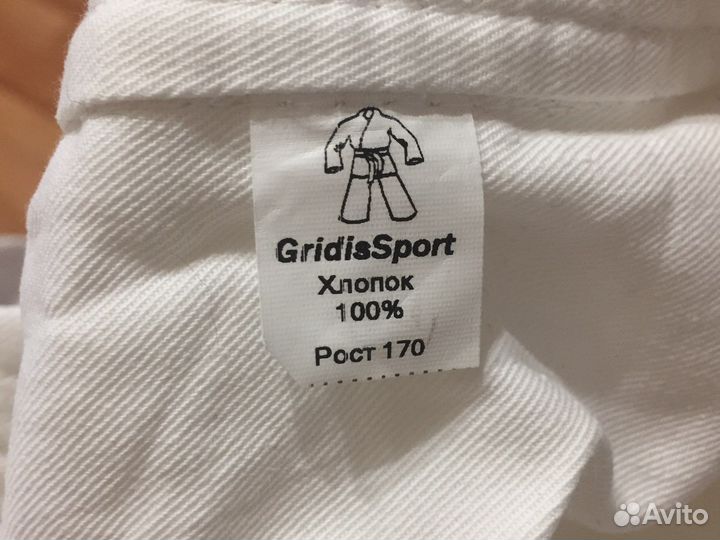 GridisSport
Хлопок
100%
Рост 170
Avito